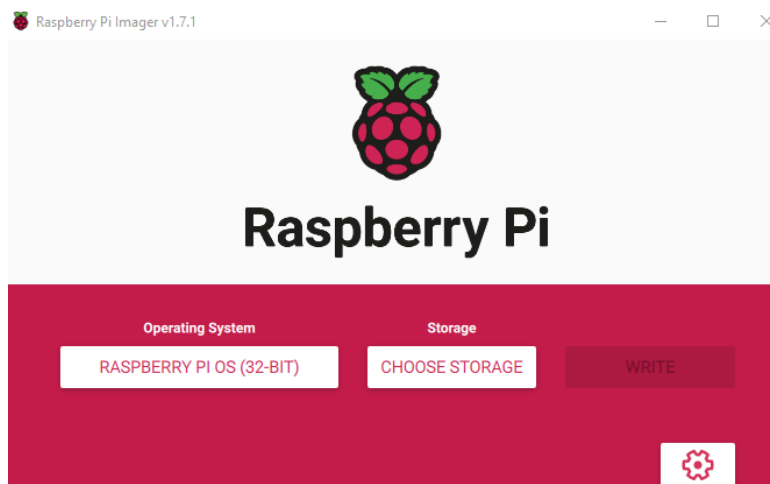 Raspberry Pi Imager v1.7.1
Raspberry Pi
Operating System
Storage
RASPBERRY PI OS (32-BIT)
CHOOSE STORAGE
WRITE